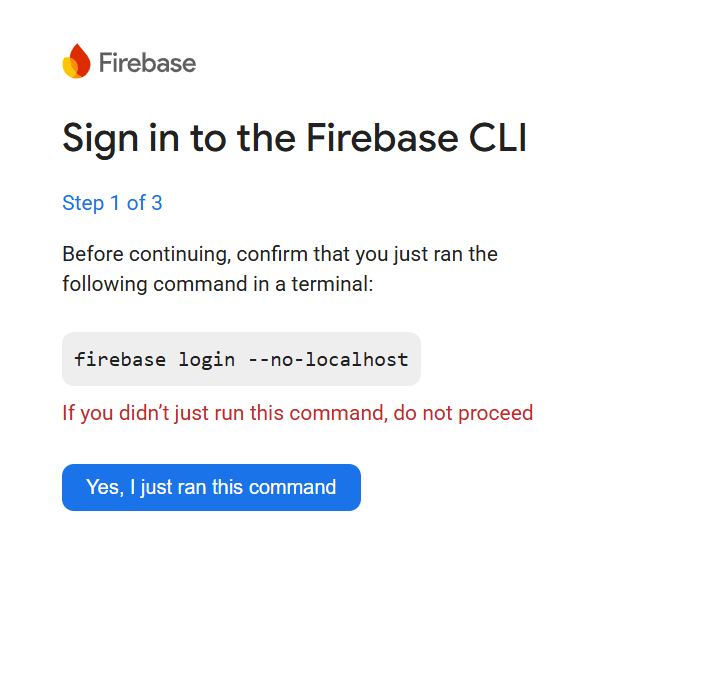 Firebase
Sign in to the Firebase CLI
Step 1 of 3
Before continuing, confirm that you just ran the
following command in a terminal:
firebase login --no-localhost
If you didn’t just run this command, do not proceed
Yes, I just ran this command